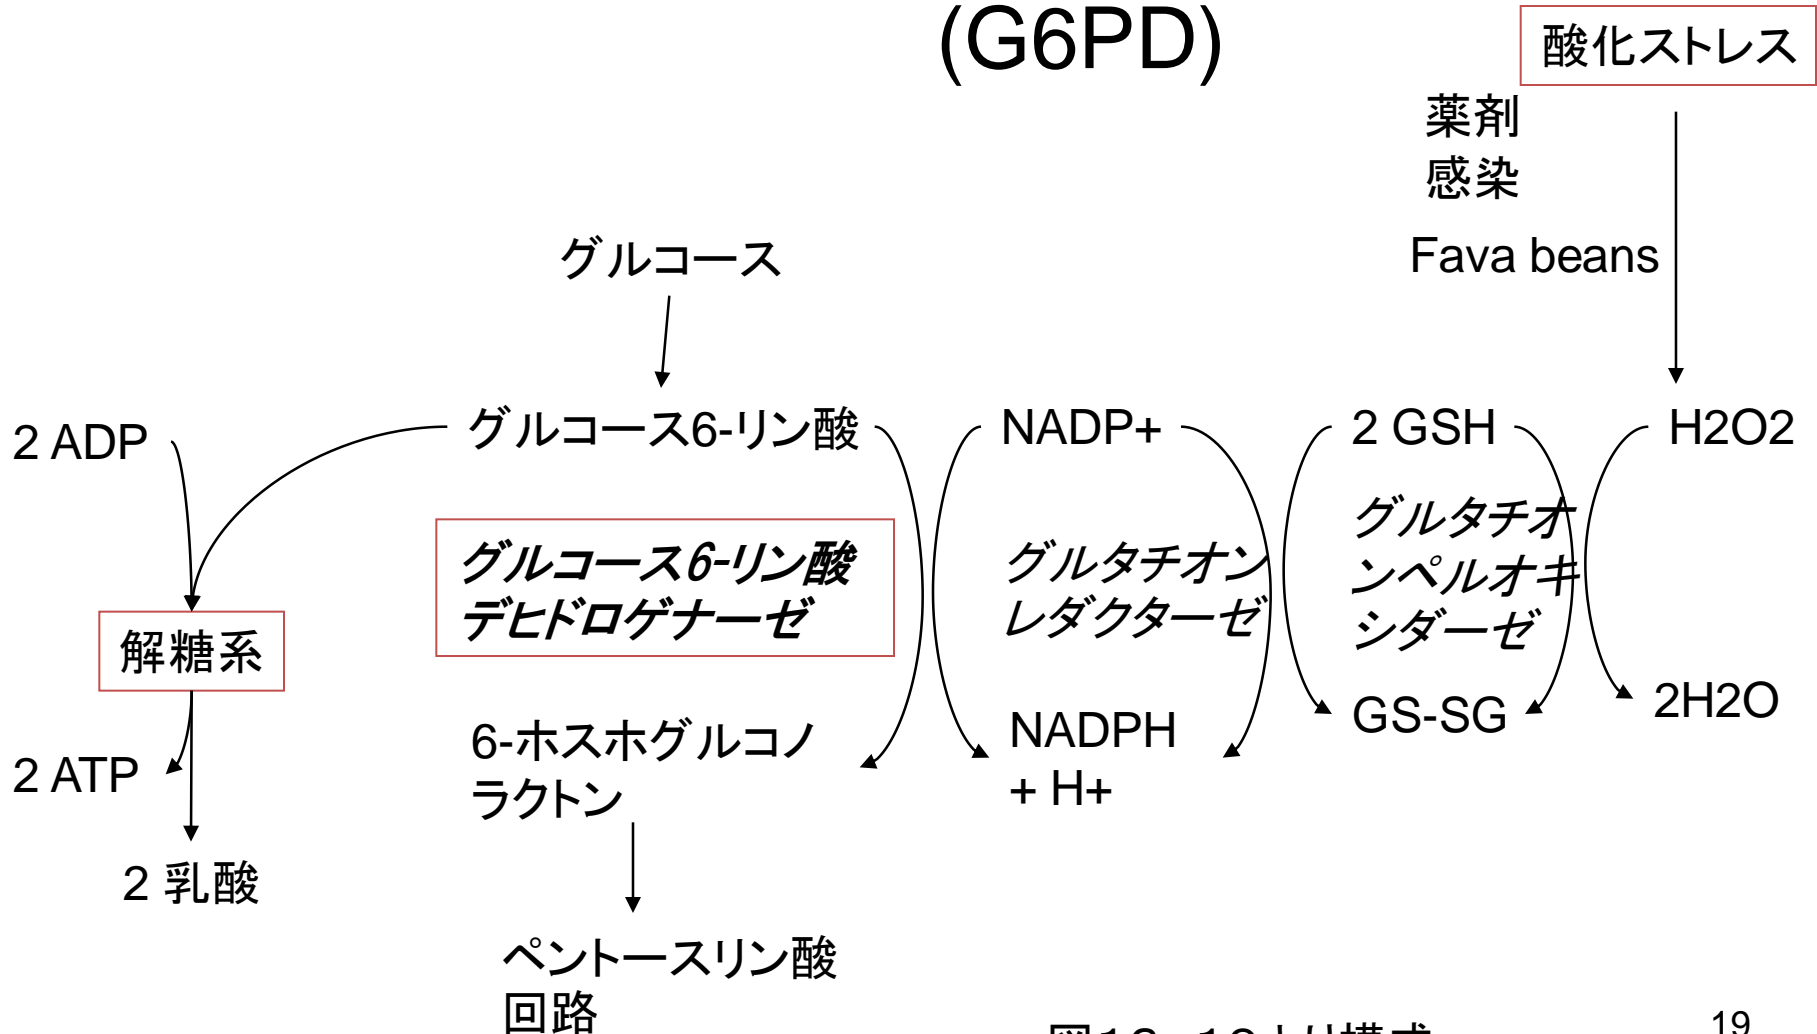 (G6PD)
酸化ストレス
薬剤
感染
Fava beans
グルコース
2 ADP
グルコース6-リン酸
NADP+
2 GSH
H2O2
グルコース6-リン酸
デヒドロゲナーゼ
グルタチオン
レダクターゼ
グルタチオ
ンペルオキ
シダーゼ
解糖系
2 ATP
6-ホスホグルコノ
ラクトン
NADPH
+ H+
GS-SG
2H2O
2 乳酸
ペントースリン酸
回路
19